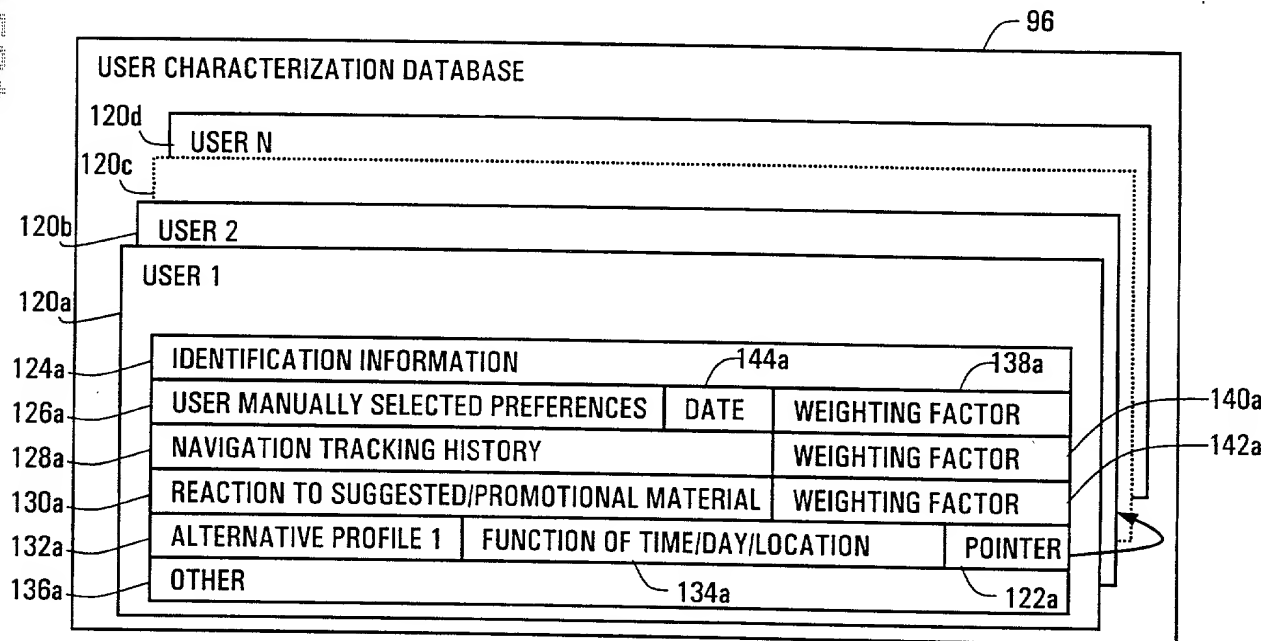 96
USER CHARACTERIZATION DATABASE
120d
USER N
120c
120b
USER 2
120a
USER 1
124a
IDENTIFICATION INFORMATION
144a
138a
126a
USER MANUALLY SELECTED PREFERENCES
DATE
WEIGHTING FACTOR
140a
128a
NAVIGATION TRACKING HISTORY
WEIGHTING FACTOR
142a
130a
REACTION TO SUGGESTED/PROMOTIONAL MATERIAL
WEIGHTING FACTOR
132a
ALTERNATIVE PROFILE 1
FUNCTION OF TIME/DAY/LOCATION
POINTER
136a
OTHER
134a
122a